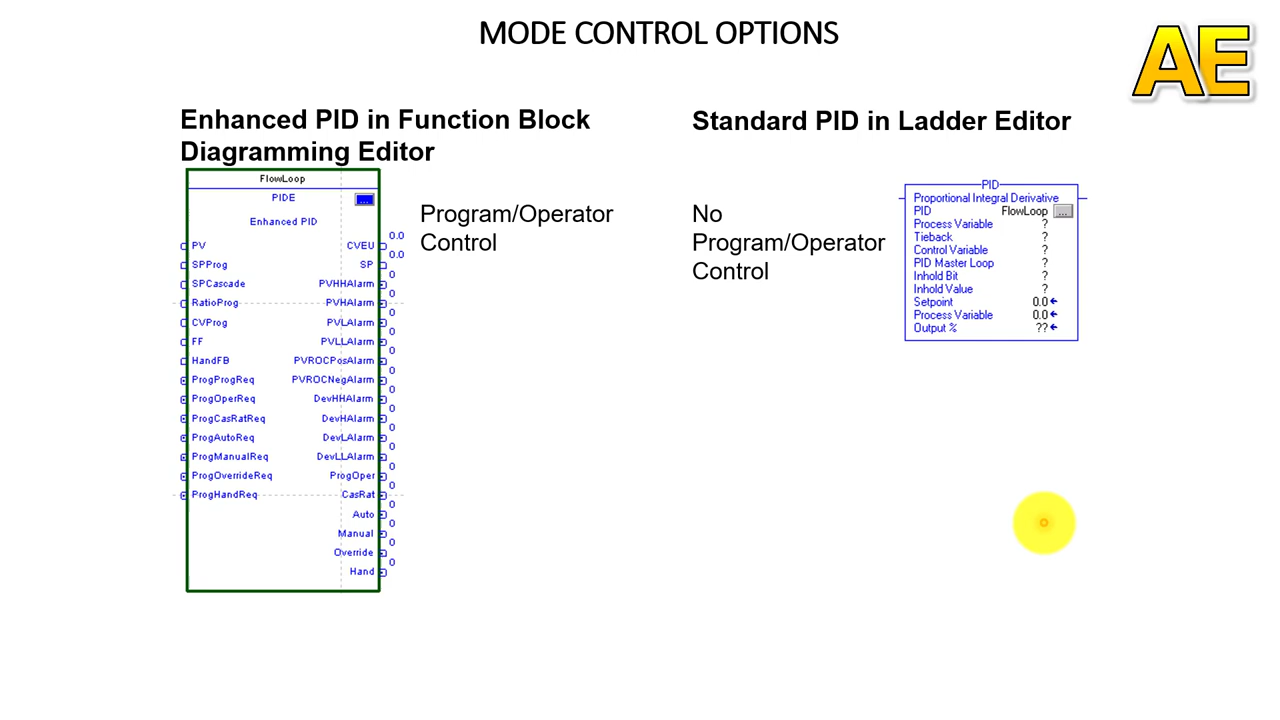 MODE CONTROL OPTIONS
AE
Enhanced PID in Function Block
Diagramming Editor
FlowLoop
PIDE
...
Enhanced PID
PV
CVEU
0.0
SPProg
SP
0.0
SPCascade
PVHHAlarm
0
RatioProg
PVHAlarm
0
CVProg
PVLAlarm
0
FF
PVLLAlarm
0
HandFB
PVROCPosAlarm
0
ProgProgReq
PVROCNegAlarm
0
ProgOperReq
DevHHAlarm
0
ProgCasRatReq
DevHAlarm
0
ProgAutoReq
DevLAlarm
0
ProgManualReq
DevLLAlarm
0
ProgOverrideReq
ProgOper
0
ProgHandReq
CasRat
0
Auto
0
Manual
0
Override
0
Hand
0
Program/Operator
Control
Standard PID in Ladder Editor
No
Program/Operator
Control
PID
Proportional Integral Derivative
PID FlowLoop ...
Process Variable ?
Tieback ?
Control Variable ?
PID Master Loop ?
Inhold Bit ?
Inhold Value ?
Setpoint 0.0
Process Variable 0.0
Output % ??